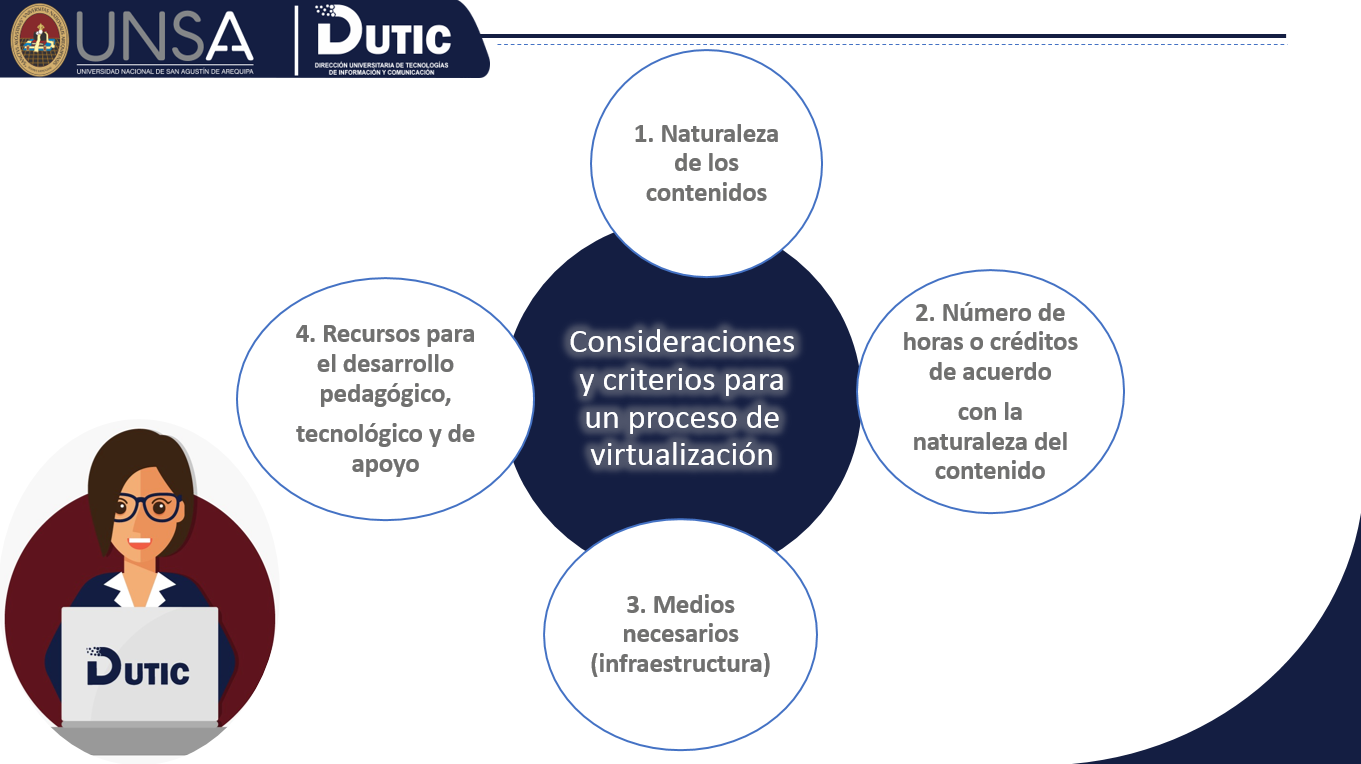 UNSA
UNIVERSIDAD NACIONAL DE SAN AGUSTÍN DE AREQUIPA
DUTIC
DIRECCIÓN UNIVERSITARIA DE TECNOLOGÍAS
DE INFORMACIÓN Y COMUNICACIÓN
1. Naturaleza
de los
contenidos
2. Número de
horas o créditos
de acuerdo
con la
naturaleza del
contenido
3. Medios
necesarios
(infraestructura)
4. Recursos para
el desarrollo
pedagógico,
tecnológico y de
apoyo
Consideraciones
y criterios para
un proceso de
virtualización
DUTIC